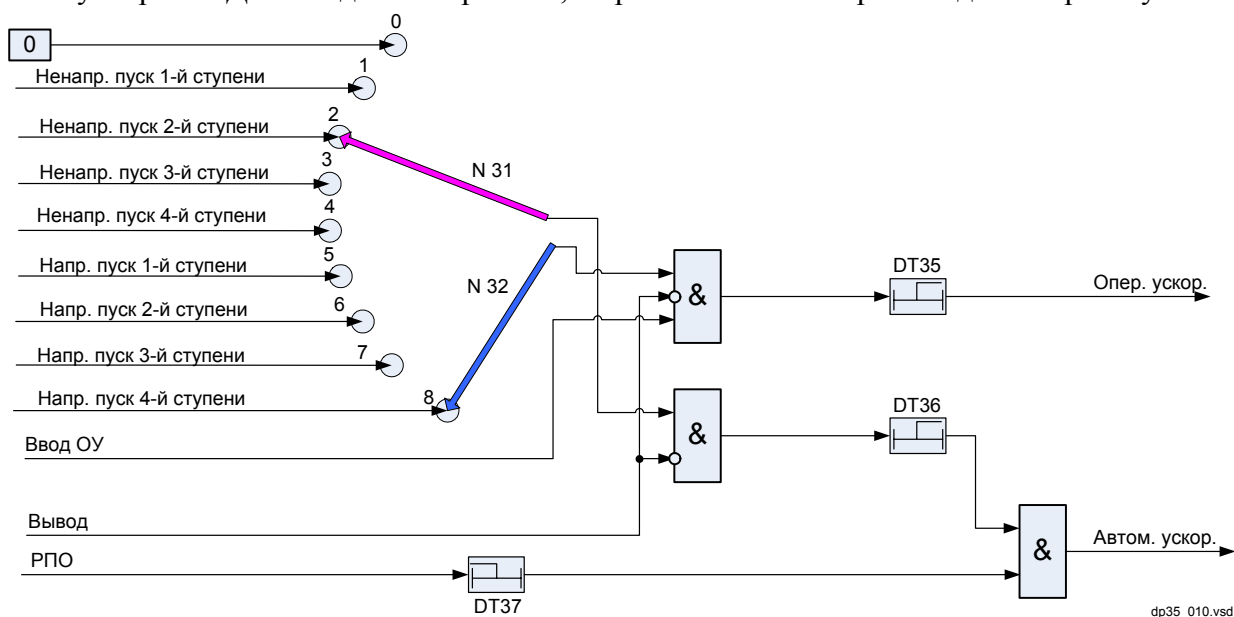 0
0
Ненапр. пуск 1-й ступени
1
Ненапр. пуск 2-й ступени
2
Ненапр. пуск 3-й ступени
3
N 31
Ненапр. пуск 4-й ступени
4
Напр. пуск 1-й ступени
5
N 32
&
DT35
Опер. ускор.
Напр. пуск 2-й ступени
6
Напр. пуск 3-й ступени
7
Напр. пуск 4-й ступени
8
&
DT36
Ввод ОУ
Вывод
РПО
DT37
&
Автом. ускор.
dp35_010.vsd